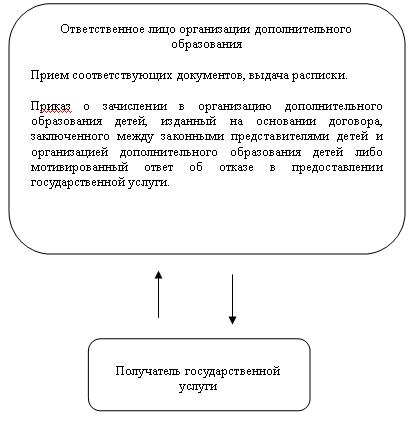 Ответственное лицо организации дополнительного
образования
Прием соответствующих документов, выдача расписки.
Приказ о зачислении в организацию дополнительного
образования детей, изданный на основании договора,
заключенного между законными представителями детей и
организацией дополнительного образования детей либо
мотивированный ответ об отказе в предоставлении
государственной услуги.
Получатель государственной
услуги